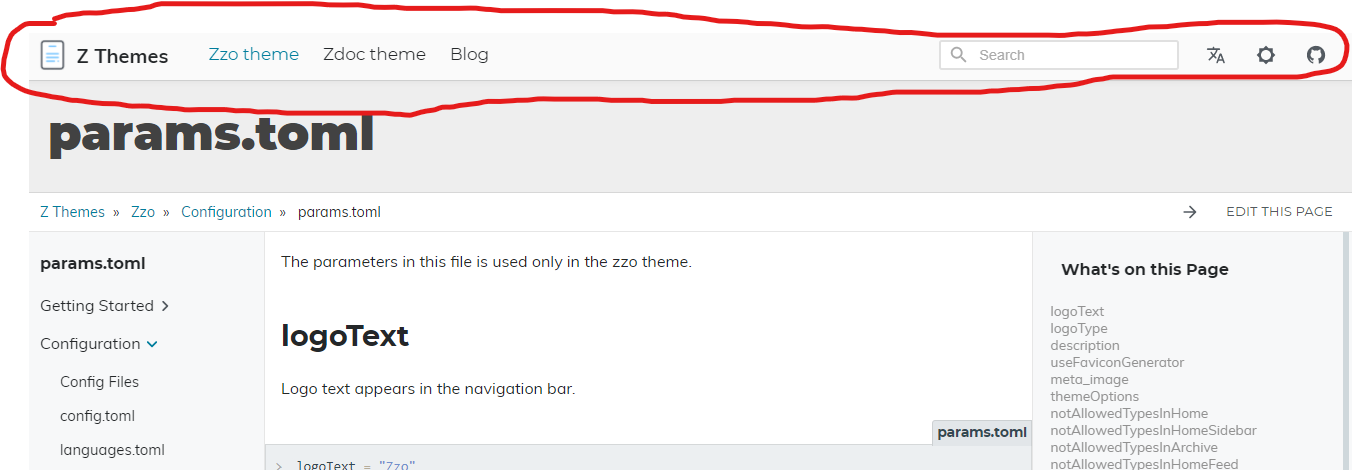 Z Themes Zzo theme Zdoc theme Blog Search
params.toml
Z Themes » Zzo » Configuration » params.toml EDIT THIS PAGE
params.toml
Getting Started
Configuration
Config Files
config.toml
languages.toml
The parameters in this file is used only in the zzo theme.
logoText
Logo text appears in the navigation bar.
params.toml
logoText = "Zzo"
What's on this Page
logoText
logoType
description
useFaviconGenerator
meta_image
themeOptions
notAllowedTypesInHome
notAllowedTypesInHomeSidebar
notAllowedTypesInArchive
notAllowedTypesInHomeFeed